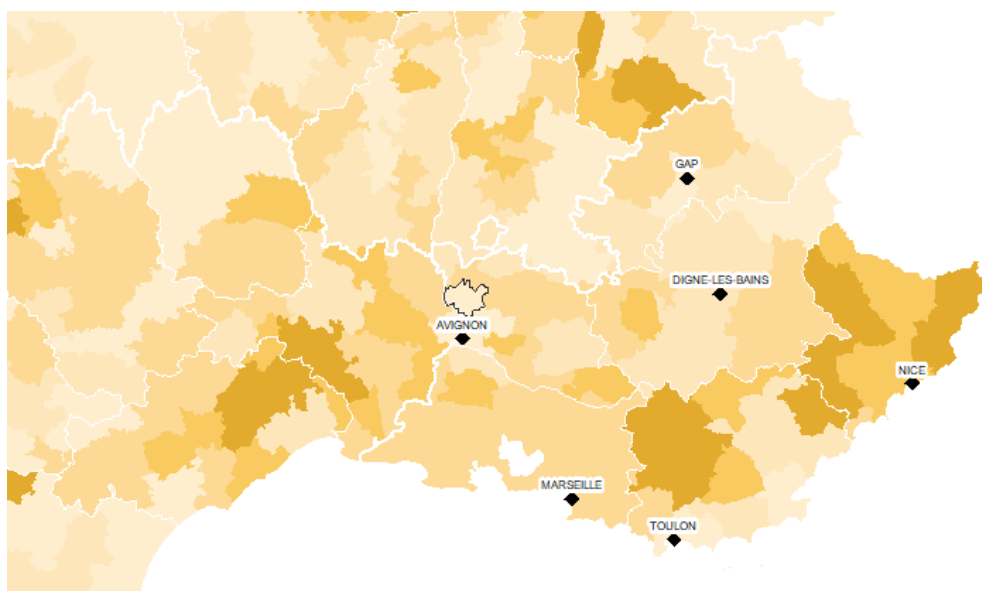 GAP
DIGNE-LES-BAINS
AVIGNON
NICE
MARSEILLE
TOULON